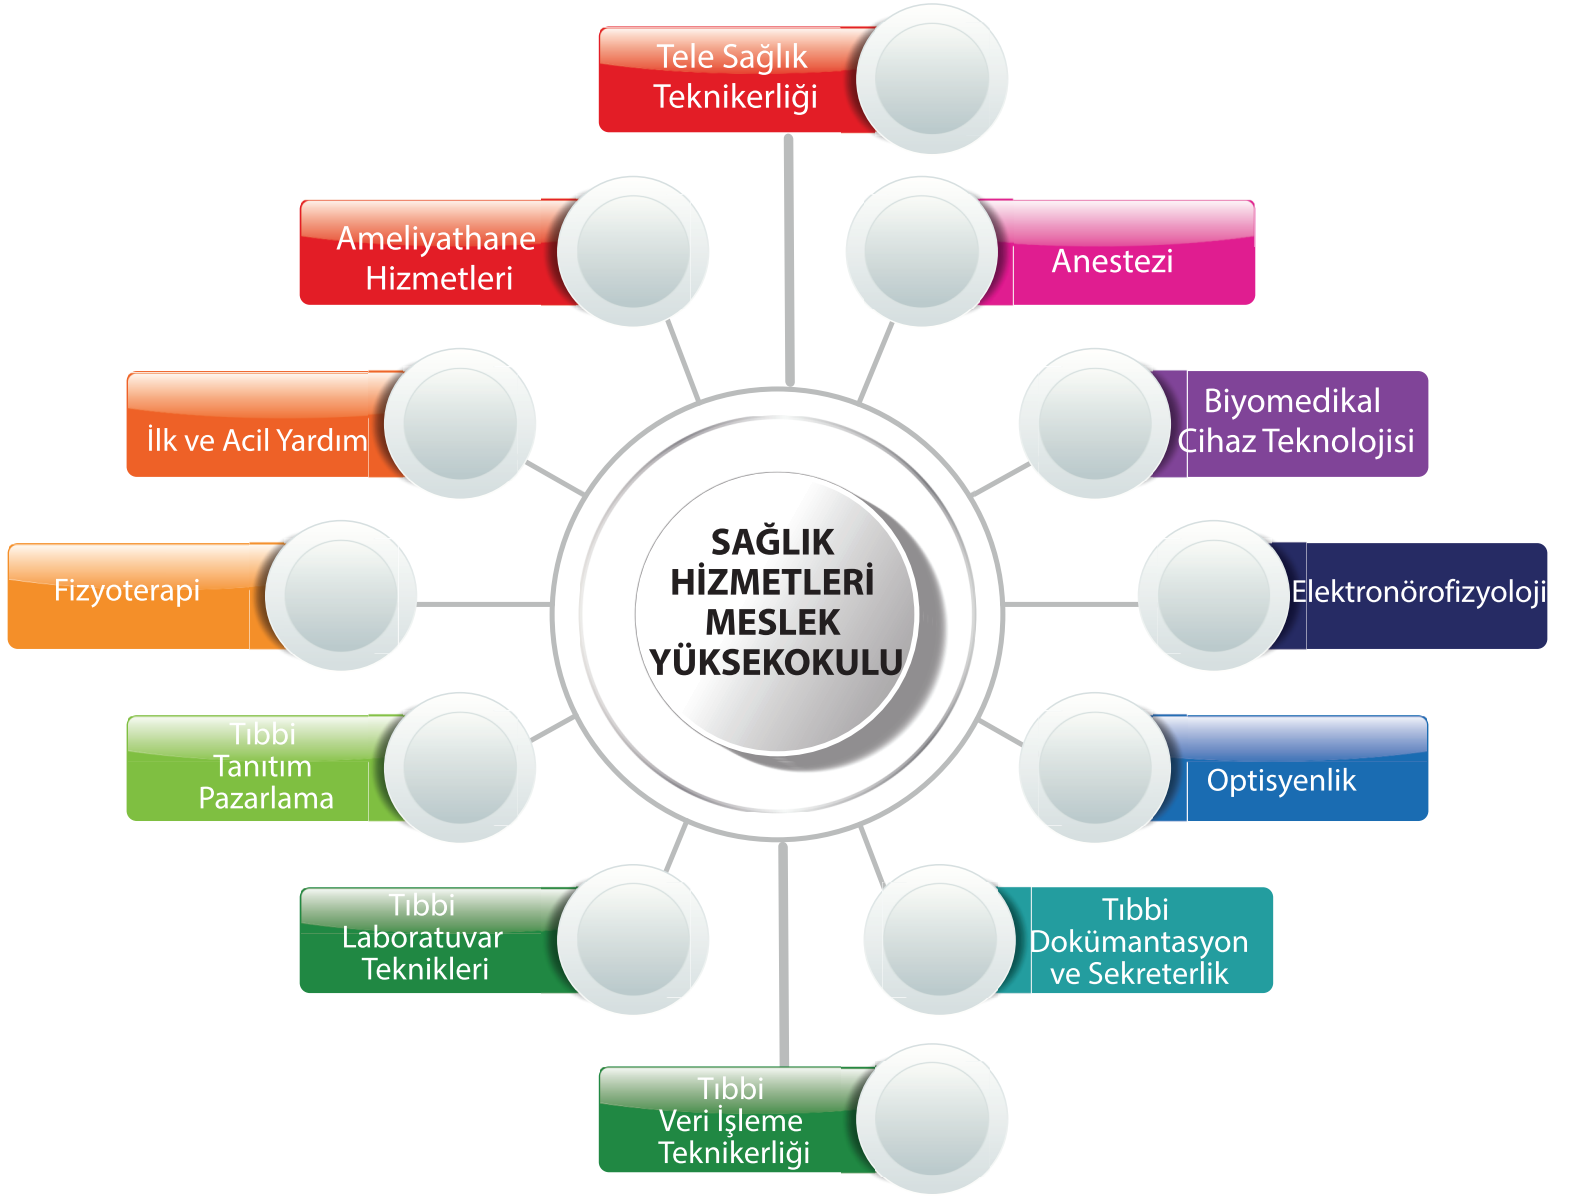 Tele Sağlık
Teknikerliği
Ameliyathane
Hizmetleri
Anestezi
İlk ve Acil Yardım
Biyomedikal
Cihaz Teknolojisi
Fizyoterapi
SAĞLIK
HİZMETLERİ
MESLEK
YÜKSEKOKULU
Elektronörofizyoloji
Tıbbi
Tanıtım
Pazarlama
Optisyenlik
Tıbbi
Laboratuvar
Teknikleri
Tıbbi
Dokümantasyon
ve Sekreterlik
Tıbbi
Veri İşleme
Teknikerliği